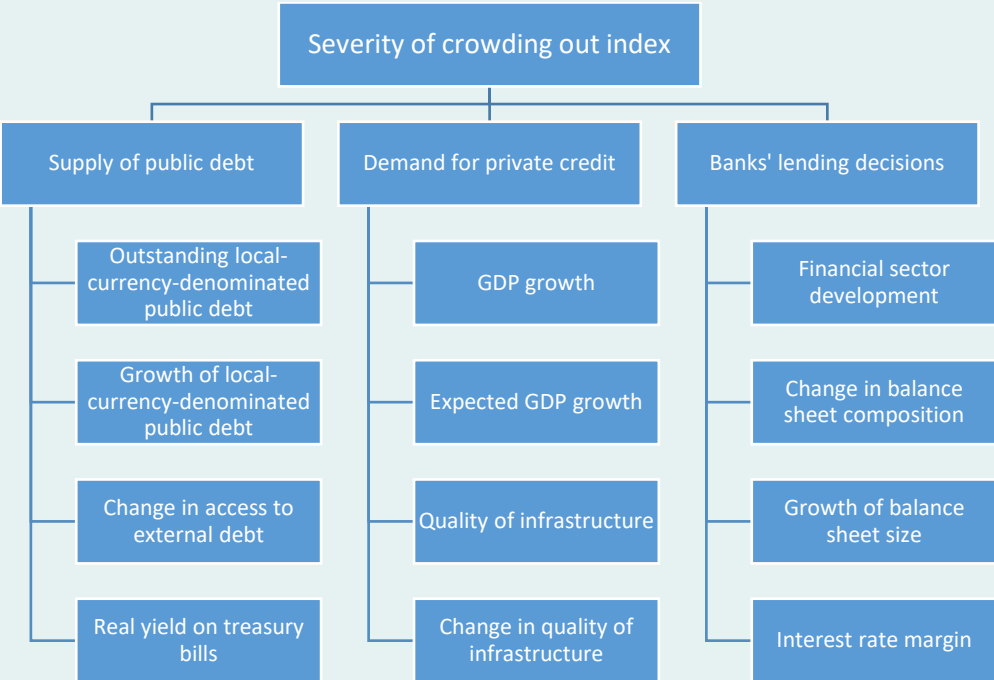 Severity of crowding out index
Supply of public debt
Outstanding local-
currency-denominated
public debt
Growth of local-
currency-denominated
public debt
Change in access to
external debt
Real yield on treasury
bills
Demand for private credit
GDP growth
Expected GDP growth
Quality of infrastructure
Change in quality of
infrastructure
Banks' lending decisions
Financial sector
development
Change in balance
sheet composition
Growth of balance
sheet size
Interest rate margin